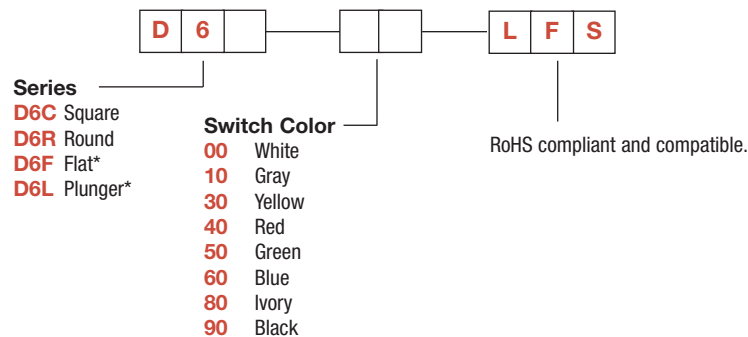 D 6 L F S
Series
D6C Square
D6R Round
D6F Flat*
D6L Plunger*
Switch Color
00 White
10 Gray
30 Yellow
40 Red
50 Green
60 Blue
80 Ivory
90 Black
RoHS compliant and compatible.